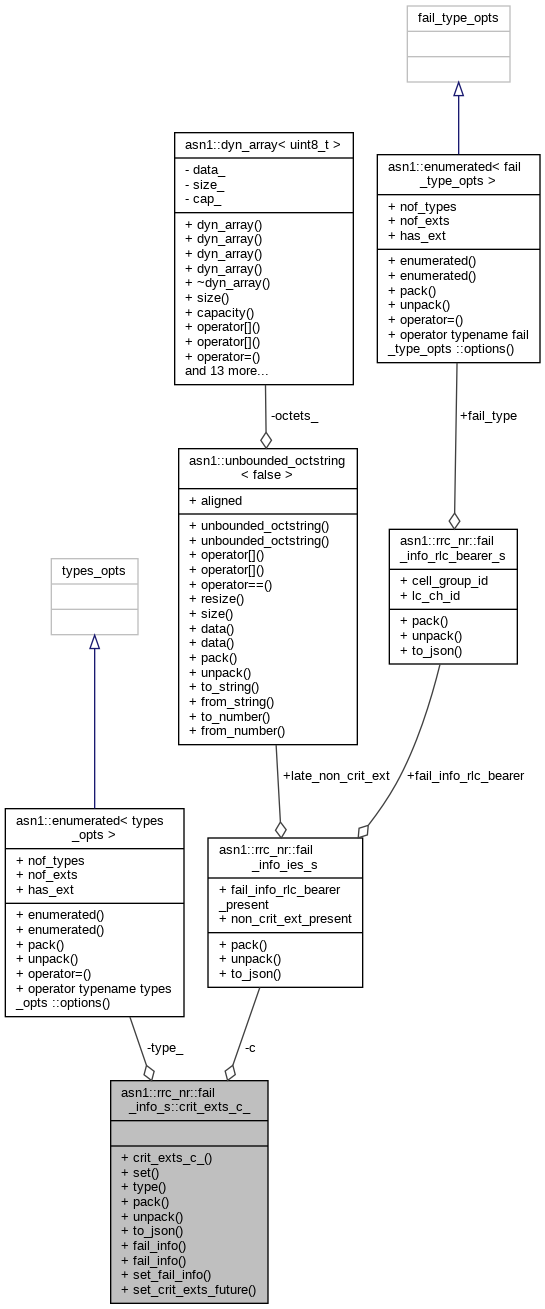 fail_type_opts
asn1::dyn_array< uint8_t >
- data_
- size_
- cap_
+ dyn_array()
+ dyn_array()
+ dyn_array()
+ dyn_array()
+ ~dyn_array()
+ size()
+ capacity()
+ operator[]()
+ operator[]()
+ operator=()
and 13 more...
asn1::enumerated< fail
_type_opts >
+ nof_types
+ nof_exts
+ has_ext
+ enumerated()
+ enumerated()
+ pack()
+ unpack()
+ operator=()
+ operator typename fail
_type_opts ::options()
-octets_
+fail_type
asn1::unbounded_octstring
< false >
+ aligned
+ unbounded_octstring()
+ unbounded_octstring()
+ operator[]()
+ operator[]()
+ operator==()
+ resize()
+ size()
+ data()
+ data()
+ pack()
+ unpack()
+ to_string()
+ from_string()
+ to_number()
+ from_number()
asn1::rrc_nr::fail
_info_rlc_bearer_s
+ cell_group_id
+ lc_ch_id
+ pack()
+ unpack()
+ to_json()
types_opts
+late_non_crit_ext
+fail_info_rlc_bearer
asn1::enumerated< types
_opts >
+ nof_types
+ nof_exts
+ has_ext
+ enumerated()
+ enumerated()
+ pack()
+ unpack()
+ operator=()
+ operator typename types
_opts ::options()
asn1::rrc_nr::fail
_info_ies_s
+ fail_info_rlc_bearer
_present
+ non_crit_ext_present
+ pack()
+ unpack()
+ to_json()
-type_
-c
asn1::rrc_nr::fail
_info_s::crit_exts_c_
+ crit_exts_c_()
+ set()
+ type()
+ pack()
+ unpack()
+ to_json()
+ fail_info()
+ fail_info()
+ set_fail_info()
+ set_crit_exts_future()